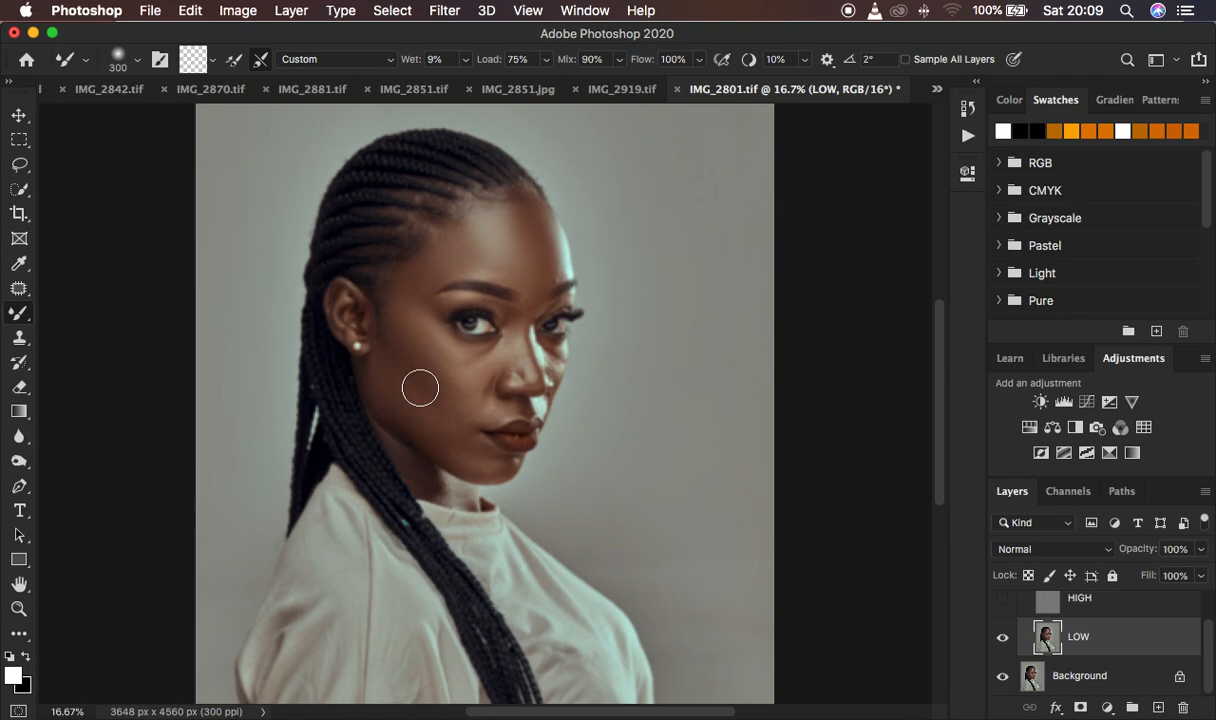 Photoshop File Edit Image Layer Type Select Filter 3D View Window Help 100% Sat 20:09
Adobe Photoshop 2020
300 Custom Wet: 9% Load: 75% Mix: 90% Flow: 100% 10% 2° Sample All Layers
IMG_2842.tif IMG_2870.tif IMG_2881.tif IMG_2851.tif IMG_2851.jpg IMG_2919.tif IMG_2801.tif @ 16.7% (LOW, RGB/16*) *
Color Swatches Gradien Pattern:
RGB
CMYK
Grayscale
Pastel
Light
Pure
Learn Libraries Adjustments
Add an adjustment
Layers Channels Paths
Kind
Normal Opacity: 100%
Lock: Fill: 100%
HIGH
LOW
Background
16.67% 3648 px x 4560 px (300 ppi)